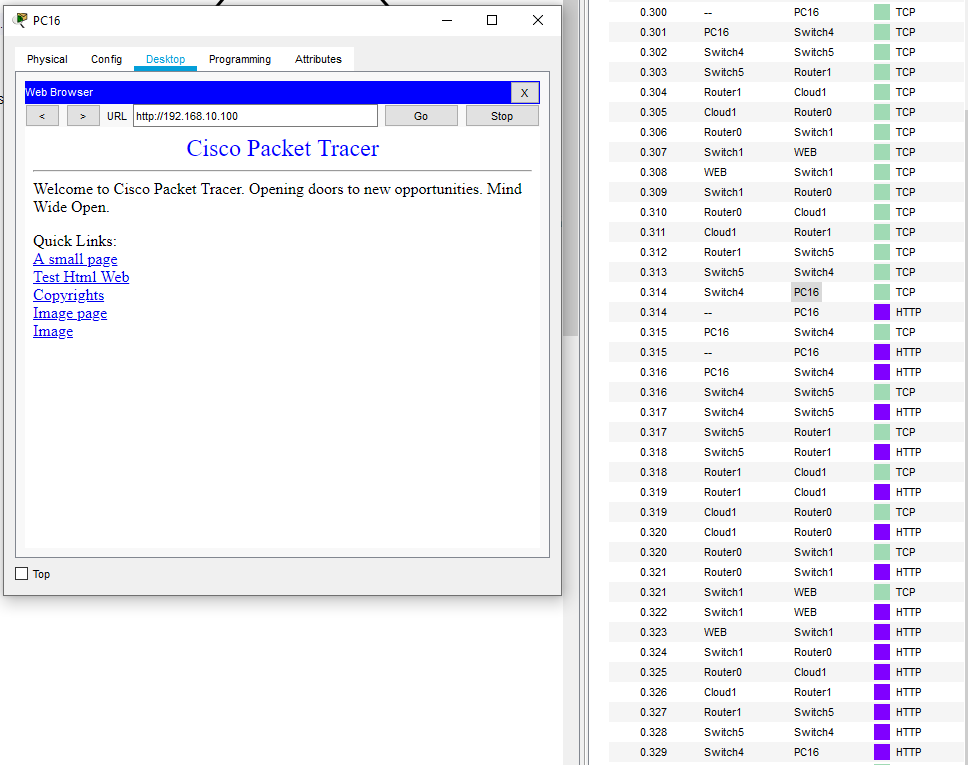 PC16
Physical Config Desktop Programming Attributes
Web Browser X
< > URL http://192.168.10.100 Go Stop
Cisco Packet Tracer
Welcome to Cisco Packet Tracer. Opening doors to new opportunities. Mind
Wide Open.
Quick Links:
A small page
Test Html Web
Copyrights
Image page
Image
Top
0.300 -- PC16 TCP
0.301 PC16 Switch4 TCP
0.302 Switch4 Switch5 TCP
0.303 Switch5 Router1 TCP
0.304 Router1 Cloud1 TCP
0.305 Cloud1 Router0 TCP
0.306 Router0 Switch1 TCP
0.307 Switch1 WEB TCP
0.308 WEB Switch1 TCP
0.309 Switch1 Router0 TCP
0.310 Router0 Cloud1 TCP
0.311 Cloud1 Router1 TCP
0.312 Router1 Switch5 TCP
0.313 Switch5 Switch4 TCP
0.314 Switch4 PC16 TCP
0.314 -- PC16 HTTP
0.315 PC16 Switch4 TCP
0.315 -- PC16 HTTP
0.316 PC16 Switch4 HTTP
0.316 Switch4 Switch5 TCP
0.317 Switch4 Switch5 HTTP
0.317 Switch5 Router1 TCP
0.318 Switch5 Router1 HTTP
0.318 Router1 Cloud1 TCP
0.319 Router1 Cloud1 HTTP
0.319 Cloud1 Router0 TCP
0.320 Cloud1 Router0 HTTP
0.320 Router0 Switch1 TCP
0.321 Router0 Switch1 HTTP
0.321 Switch1 WEB TCP
0.322 Switch1 WEB HTTP
0.323 WEB Switch1 HTTP
0.324 Switch1 Router0 HTTP
0.325 Router0 Cloud1 HTTP
0.326 Cloud1 Router1 HTTP
0.327 Router1 Switch5 HTTP
0.328 Switch5 Switch4 HTTP
0.329 Switch4 PC16 HTTP